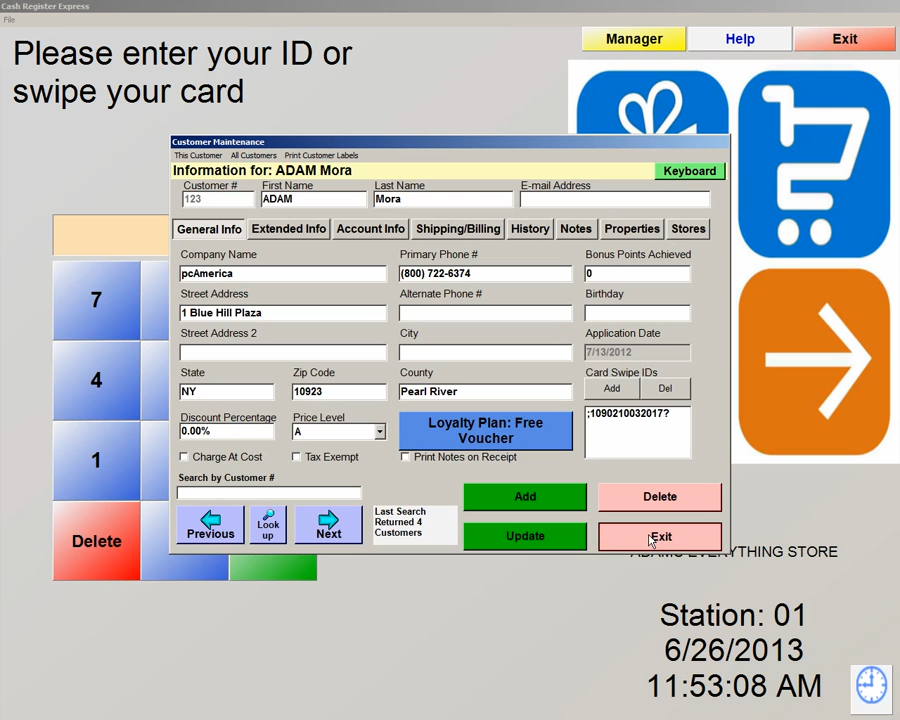 Cash Register Express
File
Please enter your ID or
swipe your card
Manager
Help
Exit
Customer Maintenance
This Customer All Customers Print Customer Labels
Information for: ADAM Mora
Keyboard
Customer # First Name Last Name E-mail Address
123 ADAM Mora
General Info Extended Info Account Info Shipping/Billing History Notes Properties Stores
Company Name Primary Phone # Bonus Points Achieved
pcAmerica (800) 722-6374 0
Street Address Alternate Phone # Birthday
1 Blue Hill Plaza
Street Address 2 City Application Date
7/13/2012
State Zip Code County Card Swipe IDs
NY 10923 Pearl River Add Del
;1090210032017?
Discount Percentage Price Level
0.00% A
Loyalty Plan: Free
Voucher
Charge At Cost Tax Exempt Print Notes on Receipt
Search by Customer #
Previous
Look
up
Next
Last Search
Returned 4
Customers
Add
Delete
Update
Exit
7
4
1
Delete
ADAMS EVERYTHING STORE
Station: 01
6/26/2013
11:53:08 AM